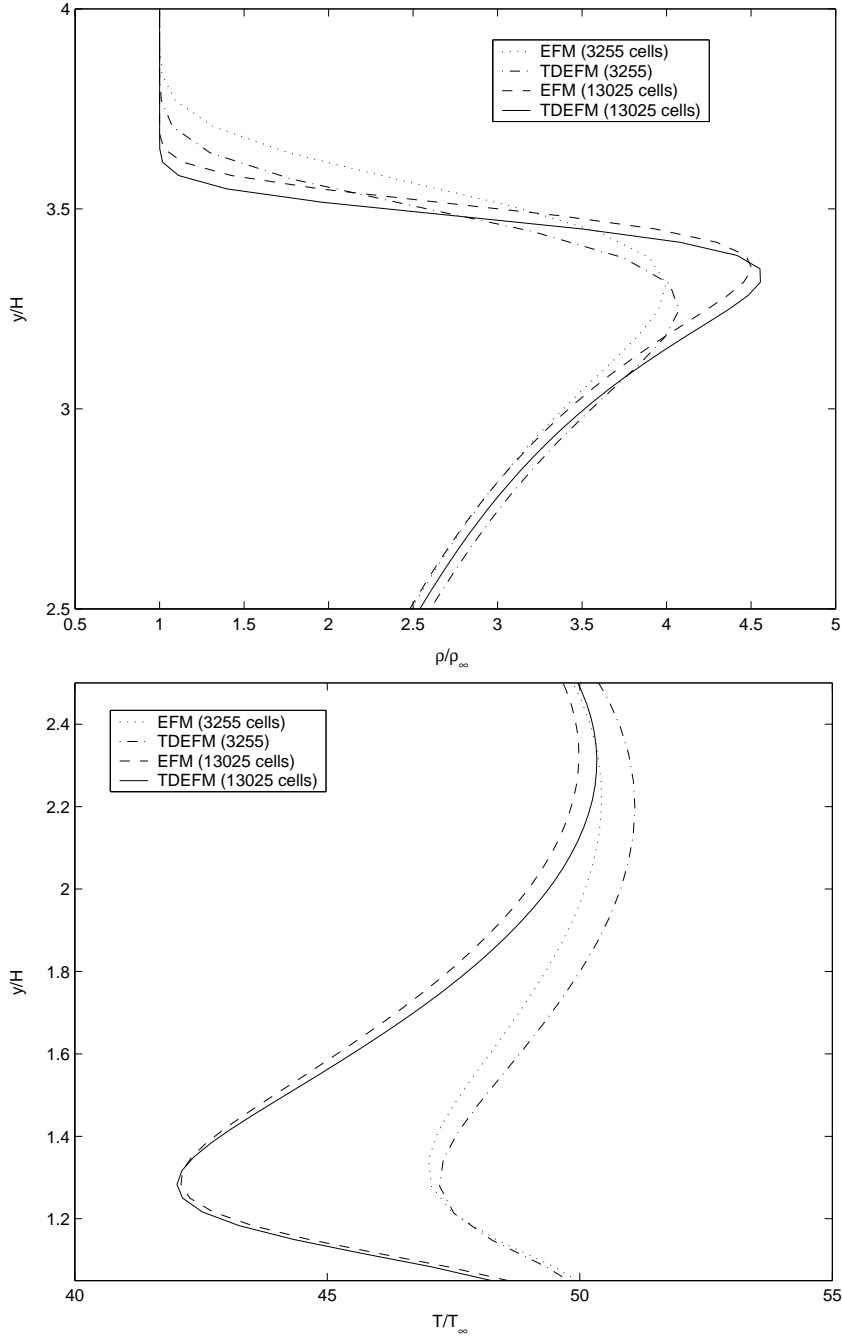 4
3.5
3
2.5
y/H
EFM (3255 cells)
TDEFM (3255)
EFM (13025 cells)
TDEFM (13025 cells)
0.5
1
1.5
2
2.5
3
3.5
4
4.5
5
ρ/ρ∞
2.4
2.2
2
1.8
1.6
1.4
1.2
y/H
EFM (3255 cells)
TDEFM (3255)
EFM (13025 cells)
TDEFM (13025 cells)
40
45
50
55
T/T∞